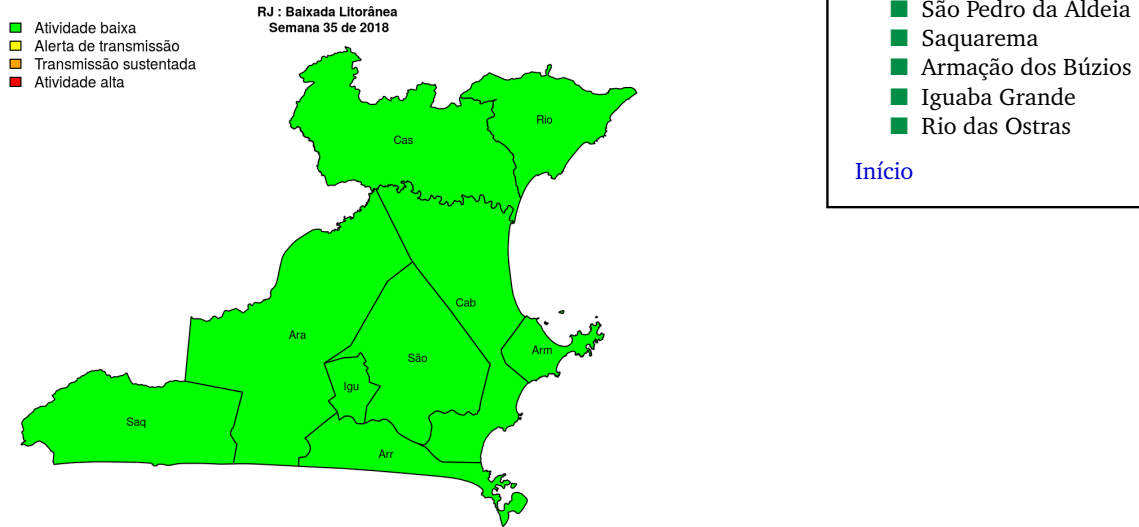 RJ : Baixada Litorânea
Semana 35 de 2018
Atividade baixa
Alerta de transmissão
Transmissão sustentada
Atividade alta
Cas
Rio
Cab
Ara
Arm
São
Igu
Saq
Arr
São Pedro da Aldeia
Saquarema
Armação dos Búzios
Iguaba Grande
Rio das Ostras
Início